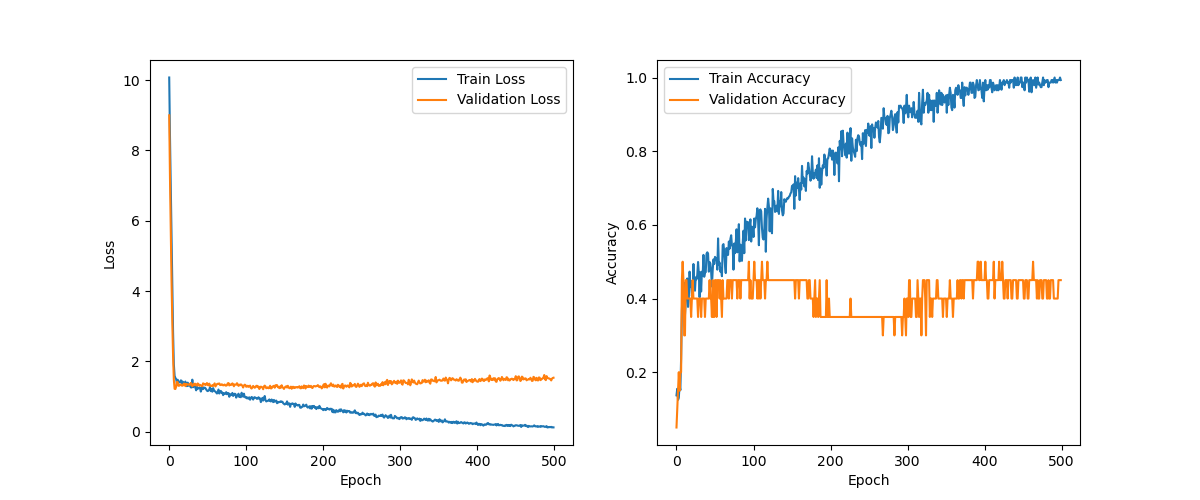 Train Loss
Validation Loss
10
8
6
4
2
0
0 100 200 300 400 500
Epoch
Loss
Train Accuracy
Validation Accuracy
1.0
0.8
0.6
0.4
0.2
0 100 200 300 400 500
Epoch
Accuracy